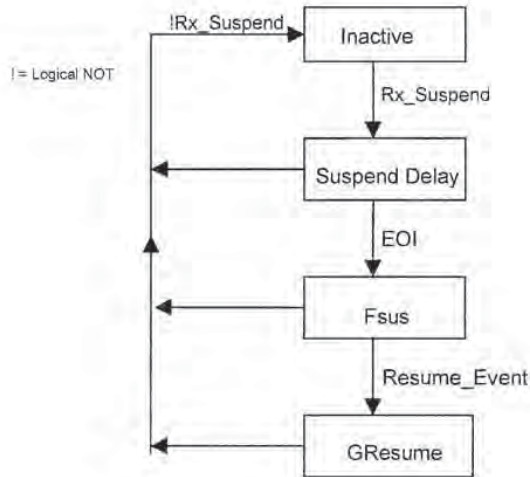 !Rx_Suspend
Inactive
! = Logical NOT
Rx_Suspend
Suspend Delay
EOI
Fsus
Resume_Event
GResume